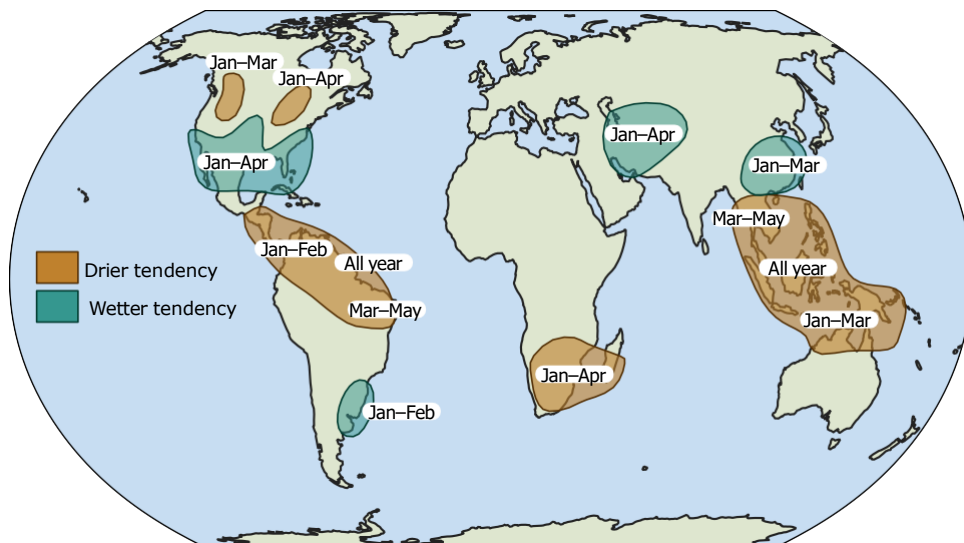 Jan–Mar
Jan–Apr
Jan–Apr
Jan–Apr
Jan–Mar
Mar–May
Jan–Feb
All year
All year
Drier tendency
Wetter tendency
Mar–May
Jan–Mar
Jan–Apr
Jan–Feb